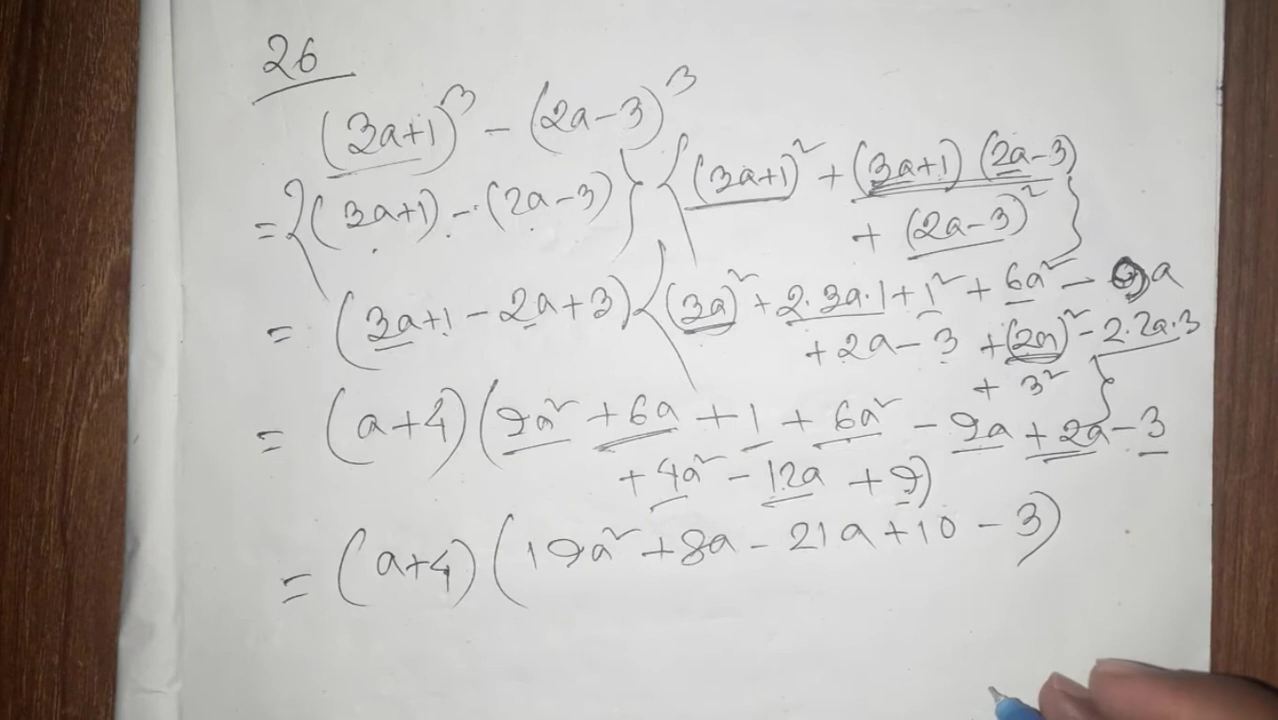 26
(3a+1)³ - (2a-3)³
= {(3a+1) - (2a-3)} {(3a+1)² + (3a+1) (2a-3)
+ (2a-3)²}
= (3a+1 - 2a+3) {(3a)² + 2·3a·1 + 1² + 6a² - 9a
+ 2a - 3 + (2a)² - 2·2a·3
+ 3²}
= (a+4) (9a² + 6a + 1 + 6a² - 9a + 2a - 3
+ 4a² - 12a + 9)
= (a+4) (19a² + 8a - 21a + 10 - 3)